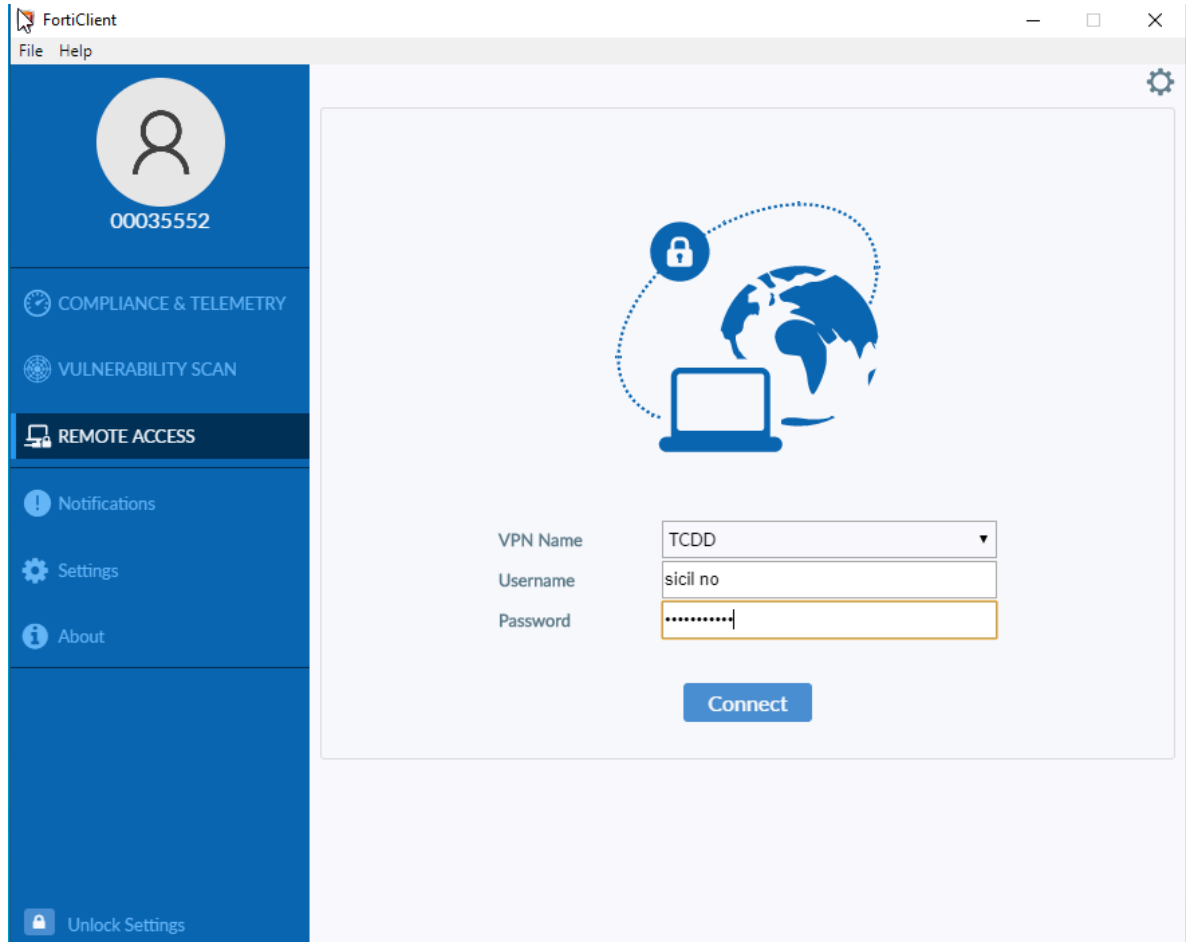 FortiClient
File Help
00035552
COMPLIANCE & TELEMETRY
VULNERABILITY SCAN
REMOTE ACCESS
Notifications
Settings
About
Unlock Settings
VPN Name TCDD
Username sicil no
Password •••••••••••
Connect